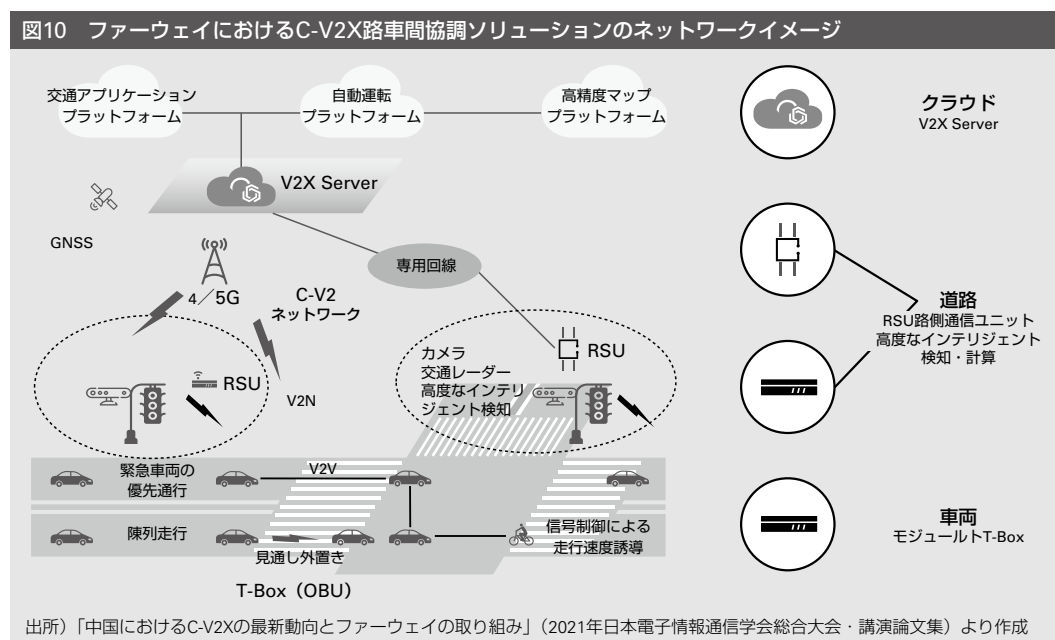 図10　ファーウェイにおけるC-V2X路車間協調ソリューションのネットワークイメージ
交通アプリケーション
プラットフォーム
自動運転
プラットフォーム
高精度マップ
プラットフォーム
V2X Server
GNSS
専用回線
4／5G
C-V2
ネットワーク
RSU
V2N
カメラ
交通レーダー
高度なインテリ
ジェント検知
RSU
緊急車両の
優先通行
V2V
陳列走行
見通し外置き
信号制御による
走行速度誘導
T-Box（OBU）
クラウド
V2X Server
道路
RSU路側通信ユニット
高度なインテリジェント
検知・計算
車両
モジュールトT-Box
出所）「中国におけるC-V2Xの最新動向とファーウェイの取り組み」（2021年日本電子情報通信学会総合大会・講演論文集）より作成